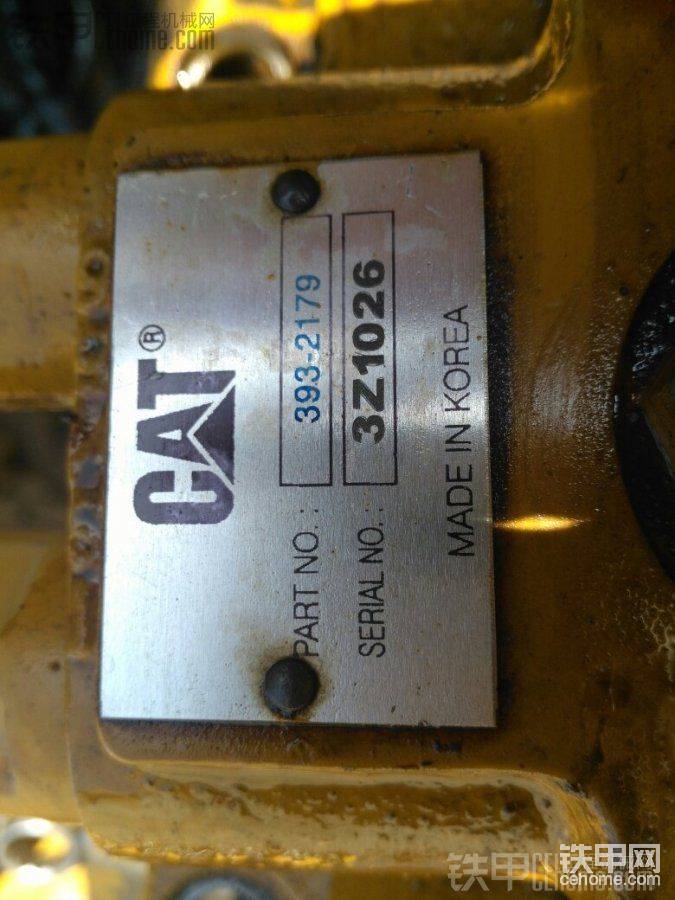 CAT®
PART NO.: 393-2179
SERIAL NO.: 3Z1026
MADE IN KOREA
铁甲网
cehome.com